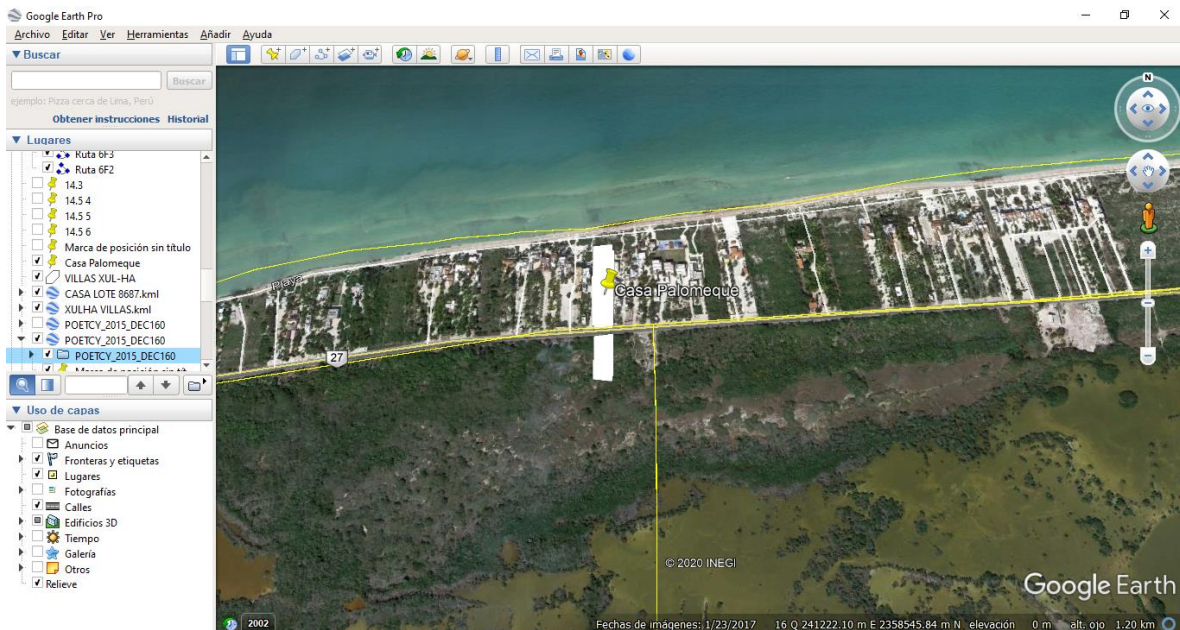 Google Earth Pro
Archivo Editar Ver Herramientas Añadir Ayuda
Buscar
Buscar
ejemplo: Pizza cerca de Lima, Perú
Obtener instrucciones Historial
Lugares
Ruta 6F3
Ruta 6F2
14.3
14.5 4
14.5 5
14.5 6
Marca de posición sin título
Casa Palomeque
VILLAS XUL-HA
CASA LOTE 8687.kml
XULHA VILLAS.kml
POETCY_2015_DEC160
POETCY_2015_DEC160
POETCY_2015_DEC160
Uso de capas
Base de datos principal
Anuncios
Fronteras y etiquetas
Lugares
Fotografías
Calles
Edificios 3D
Tiempo
Galería
Otros
Relieve
N
Playa
Casa Palomeque
27
© 2020 INEGI
Google Earth
2002
Fechas de imágenes: 1/23/2017 16 Q 241222.10 m E 2358545.84 m N elevación 0 m alt. ojo 1.20 km